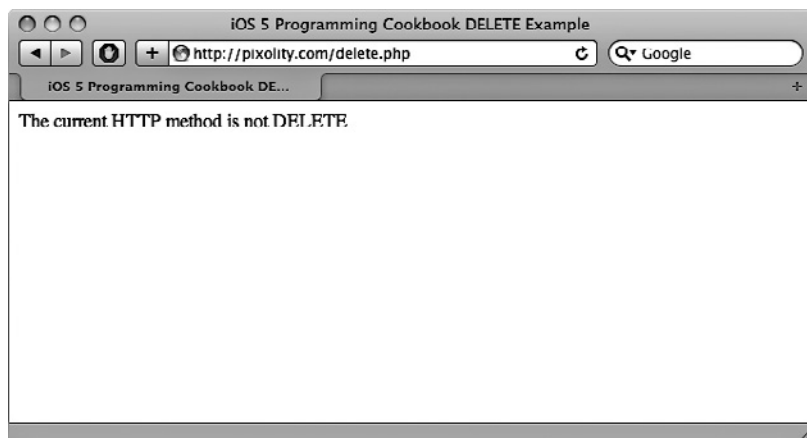 iOS 5 Programming Cookbook DELETE Example
http://pixolity.com/delete.php
Google
iOS 5 Programming Cookbook DE...
The current HTTP method is not DELETE